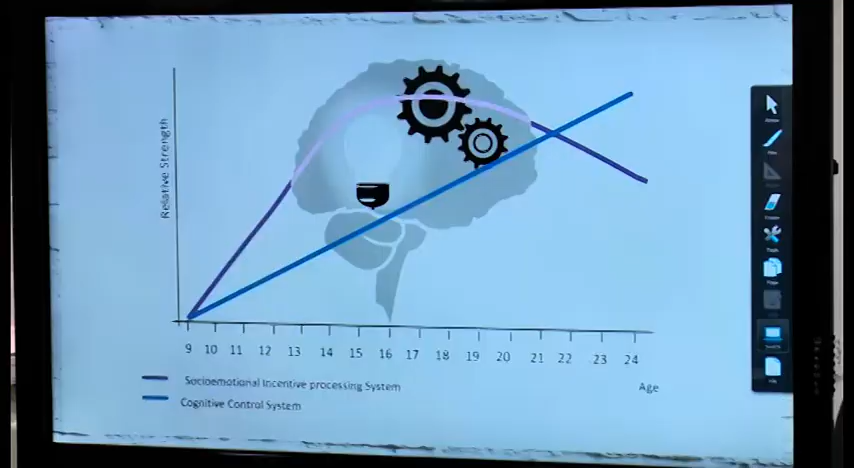 Relative Strength
9 10 11 12 13 14 15 16 17 18 19 20 21 22 23 24
Socioemotional Incentive processing System
Age
Cognitive Control System